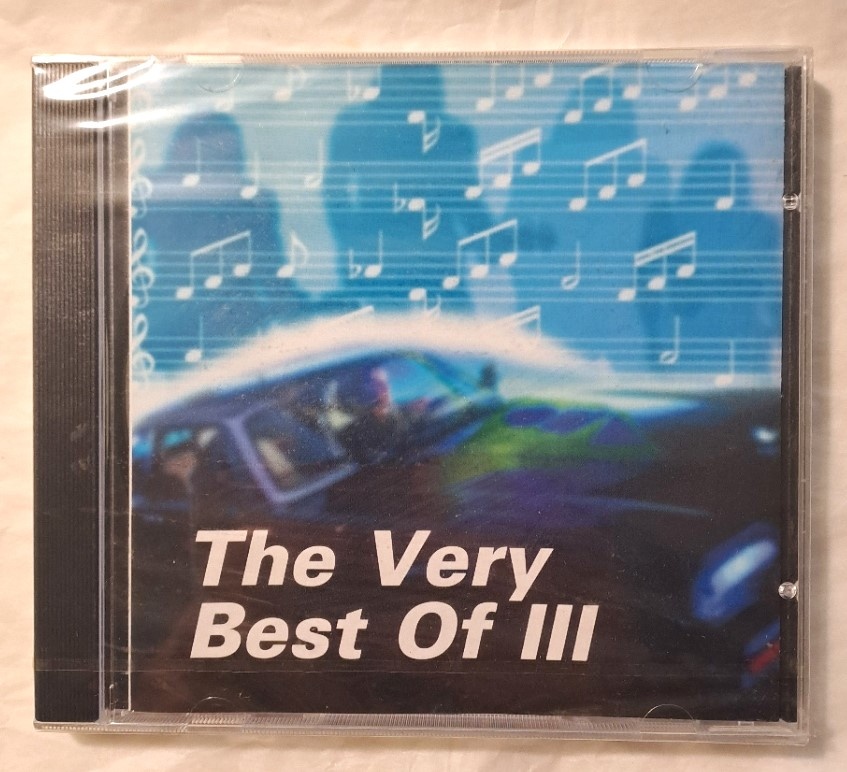 The Very
Best Of III